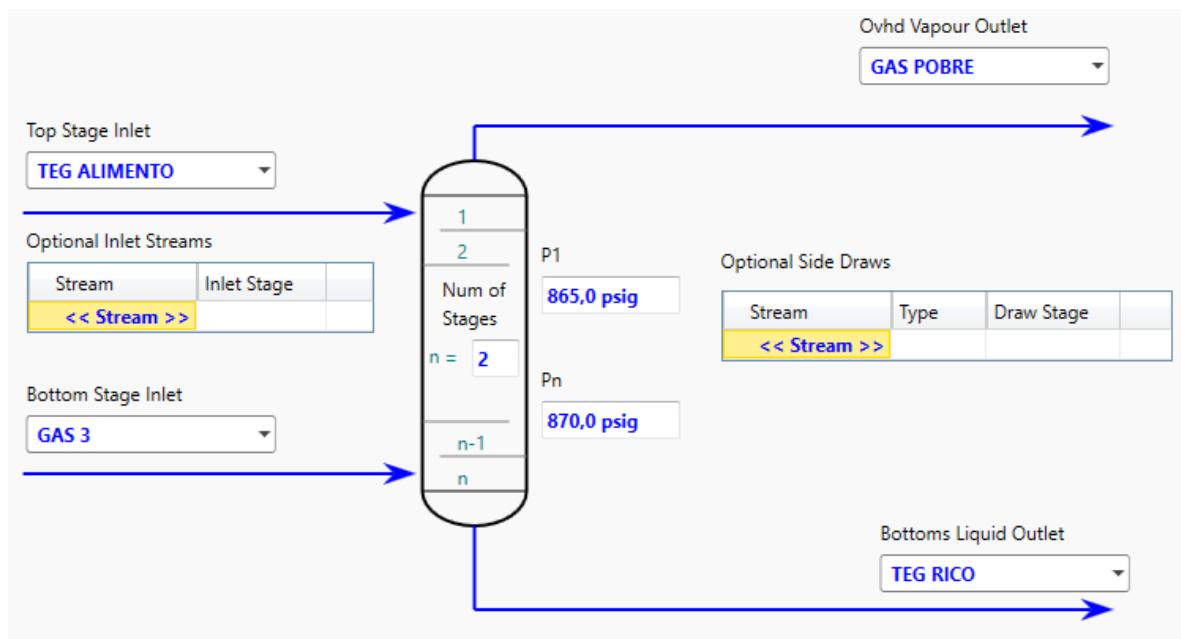 Ovhd Vapour Outlet
GAS POBRE
Top Stage Inlet
TEG ALIMENTO
Optional Inlet Streams
Stream Inlet Stage
<< Stream >>
1
2
Num of
Stages
n = 2
n-1
n
P1
865,0 psig
Pn
870,0 psig
Optional Side Draws
Stream Type Draw Stage
<< Stream >>
Bottom Stage Inlet
GAS 3
Bottoms Liquid Outlet
TEG RICO